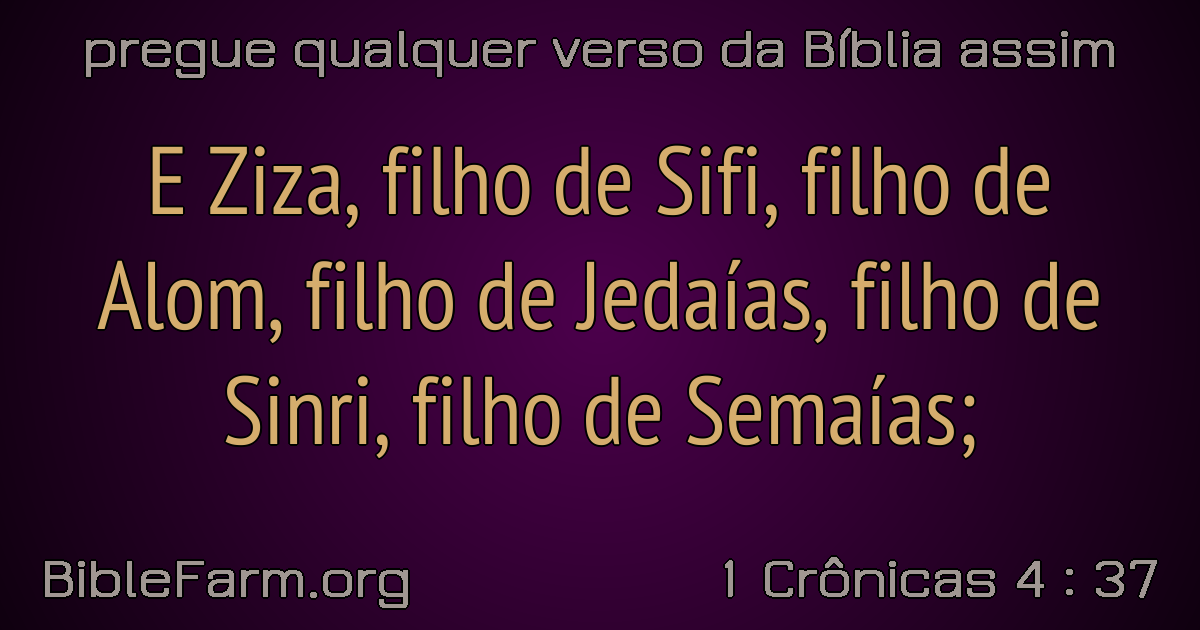 pregue qualquer verso da Bíblia assim
E Ziza, filho de Sifi, filho de
Alom, filho de Jedaías, filho de
Sinri, filho de Semaías;
BibleFarm.org
1 Crônicas 4 : 37